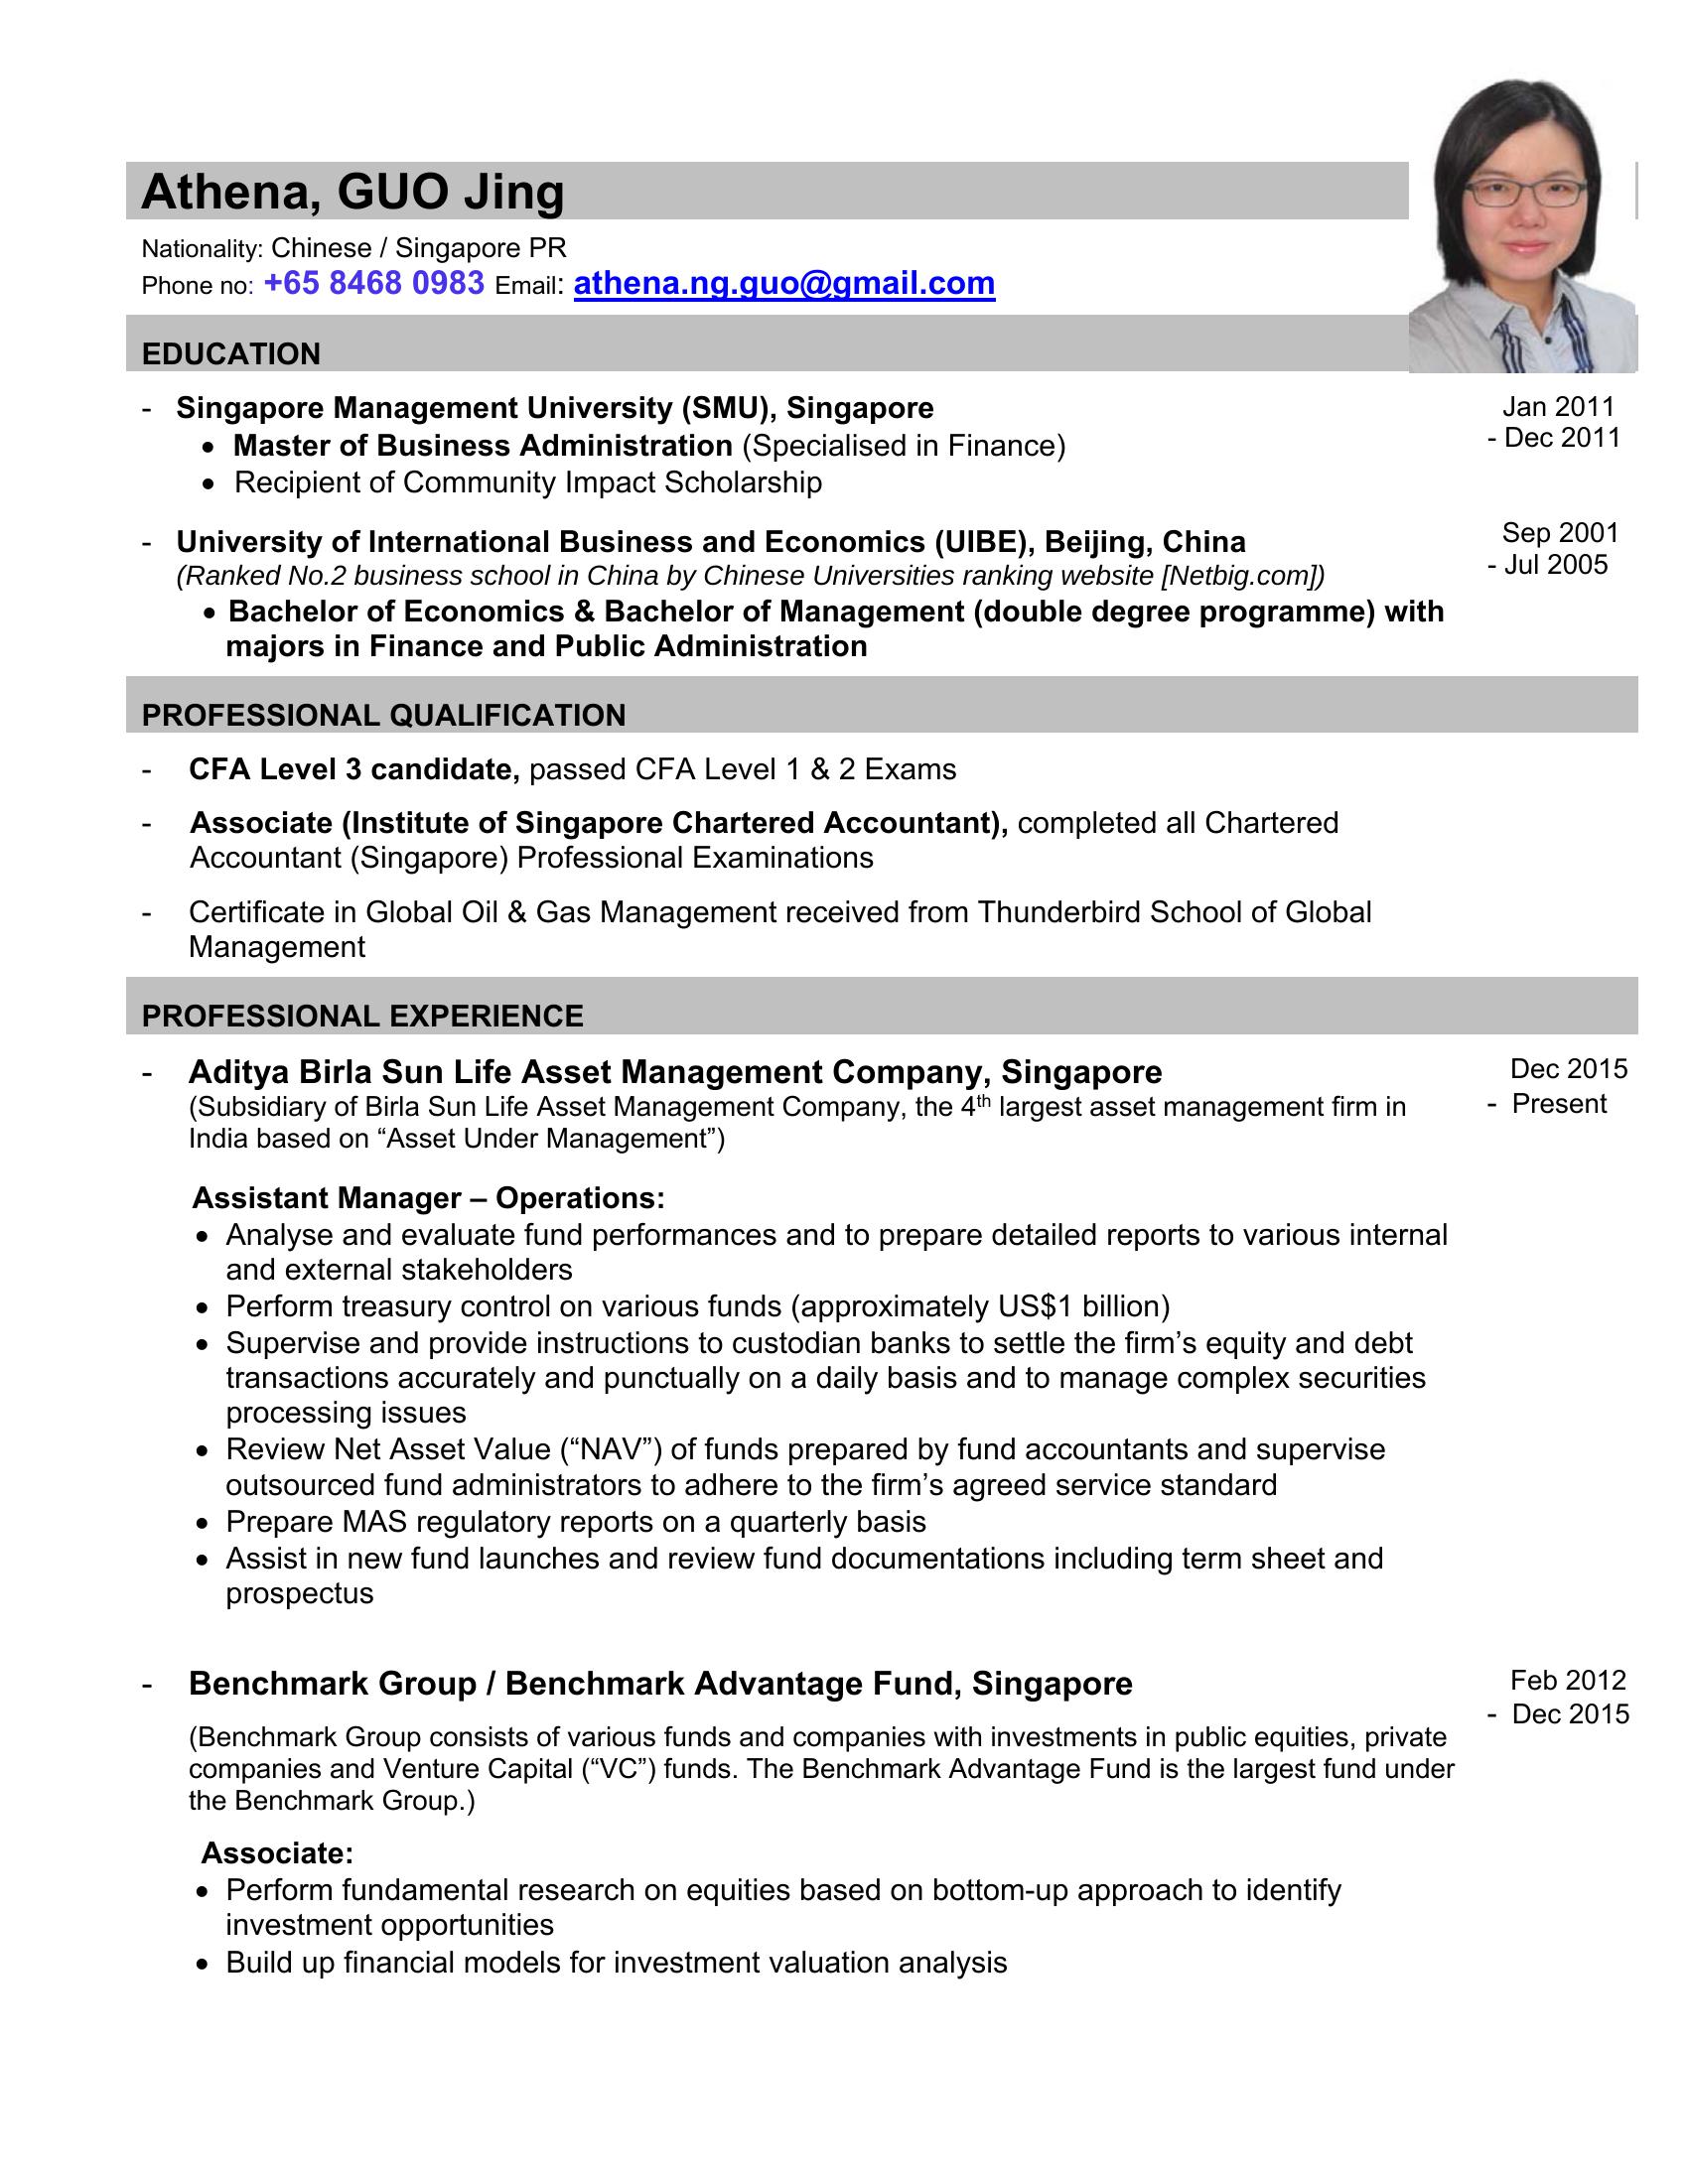 Athena, GUO Jing
Nationality: Chinese / Singapore PR
Phone no: +65 8468 0983 Email: athena.ng.guo@gmail.com
EDUCATION
- Singapore Management University (SMU), Singapore Jan 2011
• Master of Business Administration (Specialised in Finance) - Dec 2011
• Recipient of Community Impact Scholarship
- University of International Business and Economics (UIBE), Beijing, China Sep 2001
(Ranked No.2 business school in China by Chinese Universities ranking website [Netbig.com]) - Jul 2005
• Bachelor of Economics & Bachelor of Management (double degree programme) with
majors in Finance and Public Administration
PROFESSIONAL QUALIFICATION
- CFA Level 3 candidate, passed CFA Level 1 & 2 Exams
- Associate (Institute of Singapore Chartered Accountant), completed all Chartered
Accountant (Singapore) Professional Examinations
- Certificate in Global Oil & Gas Management received from Thunderbird School of Global
Management
PROFESSIONAL EXPERIENCE
- Aditya Birla Sun Life Asset Management Company, Singapore Dec 2015
(Subsidiary of Birla Sun Life Asset Management Company, the 4th largest asset management firm in - Present
India based on “Asset Under Management”)
Assistant Manager – Operations:
• Analyse and evaluate fund performances and to prepare detailed reports to various internal
and external stakeholders
• Perform treasury control on various funds (approximately US$1 billion)
• Supervise and provide instructions to custodian banks to settle the firm’s equity and debt
transactions accurately and punctually on a daily basis and to manage complex securities
processing issues
• Review Net Asset Value (“NAV”) of funds prepared by fund accountants and supervise
outsourced fund administrators to adhere to the firm’s agreed service standard
• Prepare MAS regulatory reports on a quarterly basis
• Assist in new fund launches and review fund documentations including term sheet and
prospectus
- Benchmark Group / Benchmark Advantage Fund, Singapore Feb 2012
- Dec 2015
(Benchmark Group consists of various funds and companies with investments in public equities, private
companies and Venture Capital (“VC”) funds. The Benchmark Advantage Fund is the largest fund under
the Benchmark Group.)
Associate:
• Perform fundamental research on equities based on bottom-up approach to identify
investment opportunities
• Build up financial models for investment valuation analysis